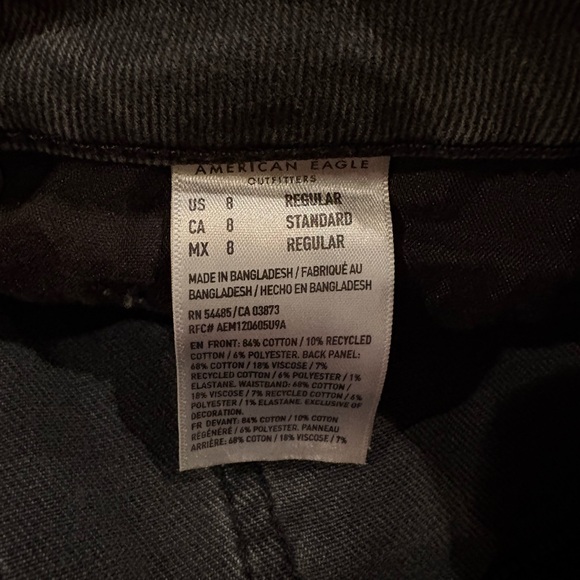 AMERICAN EAGLE
OUTFITTERS
US 8 REGULAR
CA 8 STANDARD
MX 8 REGULAR
MADE IN BANGLADESH / FABRIQUÉ AU
BANGLADESH / HECHO EN BANGLADESH
RN 54485/CA 03873
RFC# AEM120605U9A
EN FRONT: 84% COTTON / 10% RECYCLED
COTTON / 6% POLYESTER. BACK PANEL:
68% COTTON / 18% VISCOSE / 7%
RECYCLED COTTON / 6% POLYESTER / 1%
ELASTANE. WAISTBAND: 68% COTTON /
18% VISCOSE / 7% RECYCLED COTTON / 6%
POLYESTER / 1% ELASTANE. EXCLUSIVE OF
DECORATION.
FR DEVANT: 84% COTON / 10% COTON
RÉGÉNÉRÉ / 6% POLYESTER. PANNEAU
ARRIÈRE: 68% COTON / 18% VISCOSE / 7%